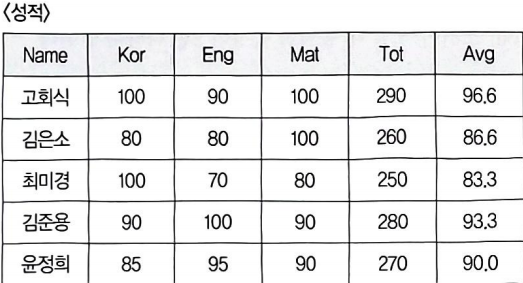 〈성적〉
Name Kor Eng Mat Tot Avg
고회식 100 90 100 290 96.6
김은소 80 80 100 260 86.6
최미경 100 70 80 250 83.3
김준용 90 100 90 280 93.3
윤정희 85 95 90 270 90.0